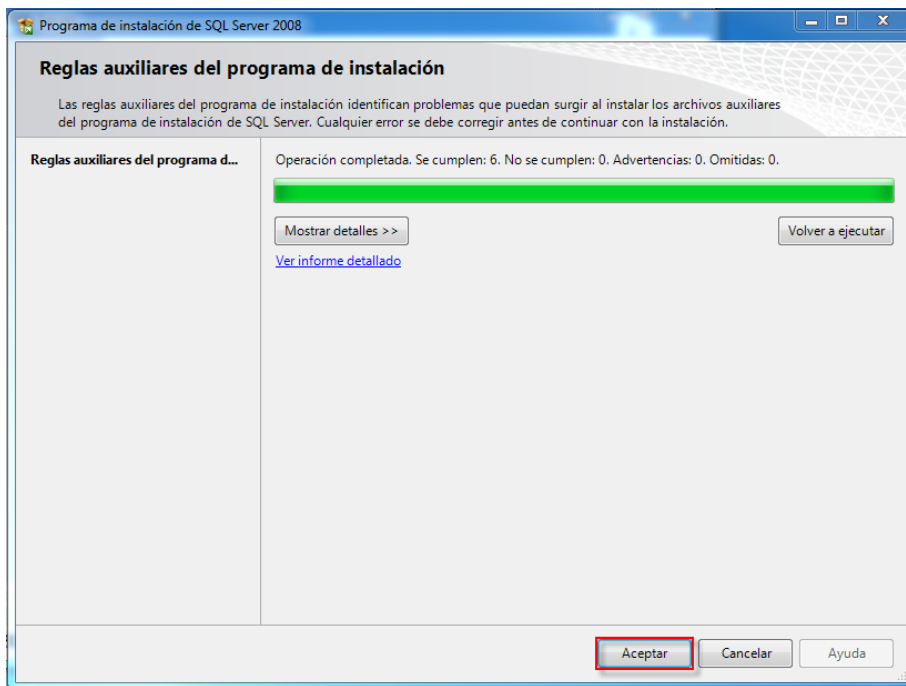 Programa de instalación de SQL Server 2008
Reglas auxiliares del programa de instalación
Las reglas auxiliares del programa de instalación identifican problemas que puedan surgir al instalar los archivos auxiliares
del programa de instalación de SQL Server. Cualquier error se debe corregir antes de continuar con la instalación.
Reglas auxiliares del programa d...
Operación completada. Se cumplen: 6. No se cumplen: 0. Advertencias: 0. Omitidas: 0.
Mostrar detalles >>
Volver a ejecutar
Ver informe detallado
Aceptar
Cancelar
Ayuda